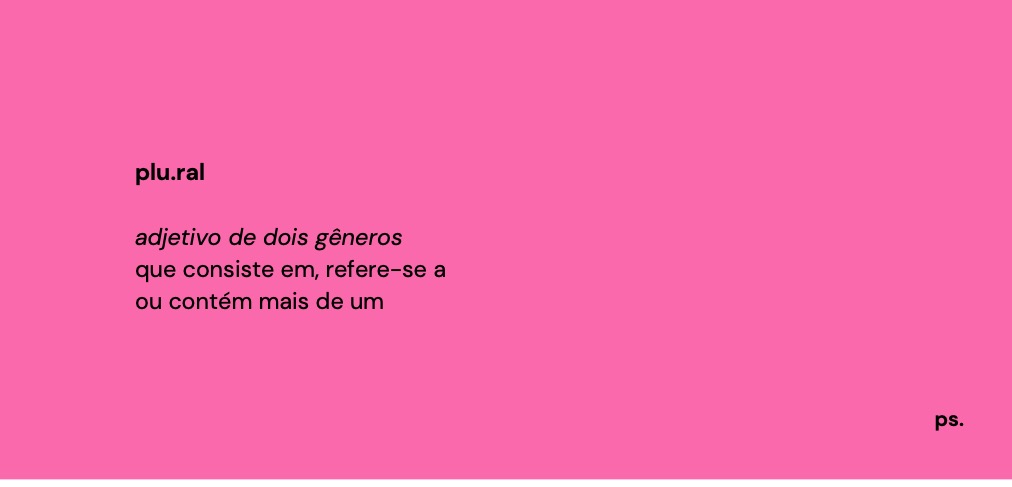 plu.ral
adjetivo de dois gêneros
que consiste em, refere-se a
ou contém mais de um
ps.